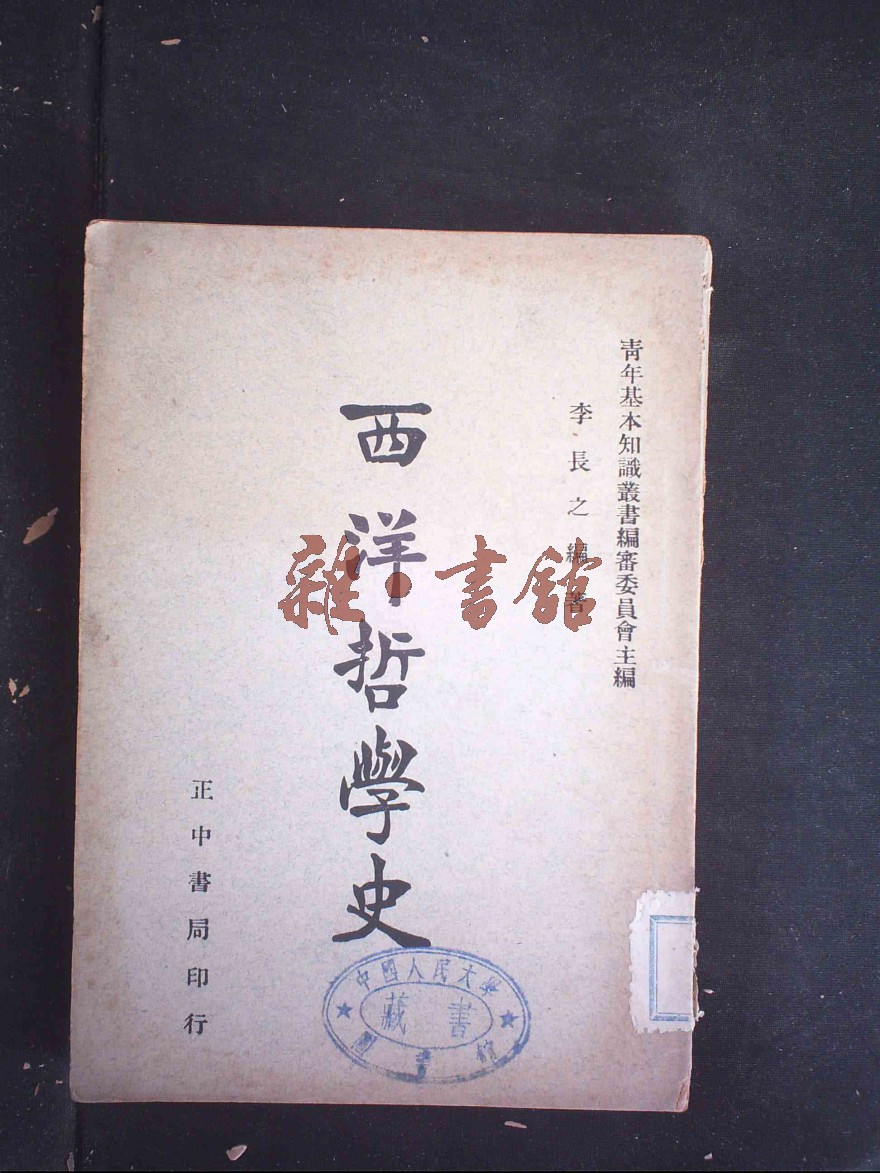 青年基本知識叢書編審委員會主編
李長之編著
西洋哲學史
正中書局印行
雜·書館
中國人民大學
藏書
圖書館